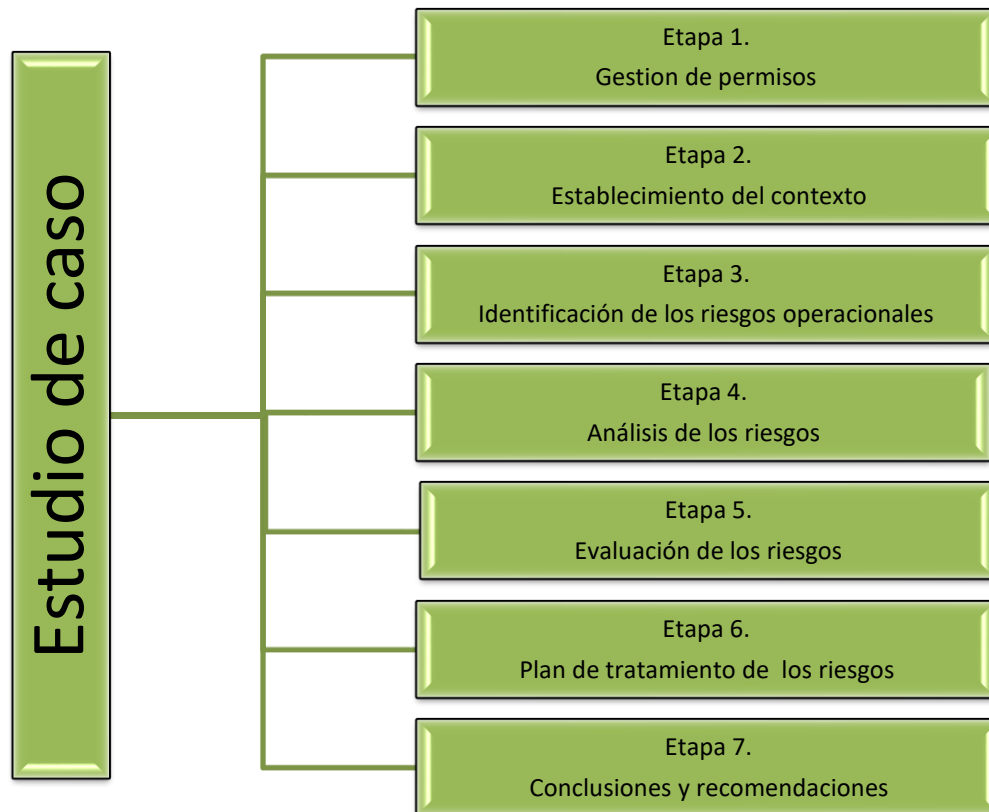 Estudio de caso
Etapa 1.
Gestion de permisos
Etapa 2.
Establecimiento del contexto
Etapa 3.
Identificación de los riesgos operacionales
Etapa 4.
Análisis de los riesgos
Etapa 5.
Evaluación de los riesgos
Etapa 6.
Plan de tratamiento de  los riesgos
Etapa 7.
Conclusiones y recomendaciones